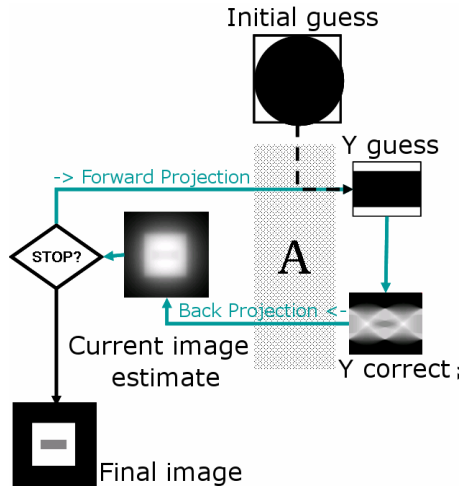 Initial guess
Y guess
-> Forward Projection
STOP?
A
Back Projection <-
Current image
estimate
Y correct ;
Final image